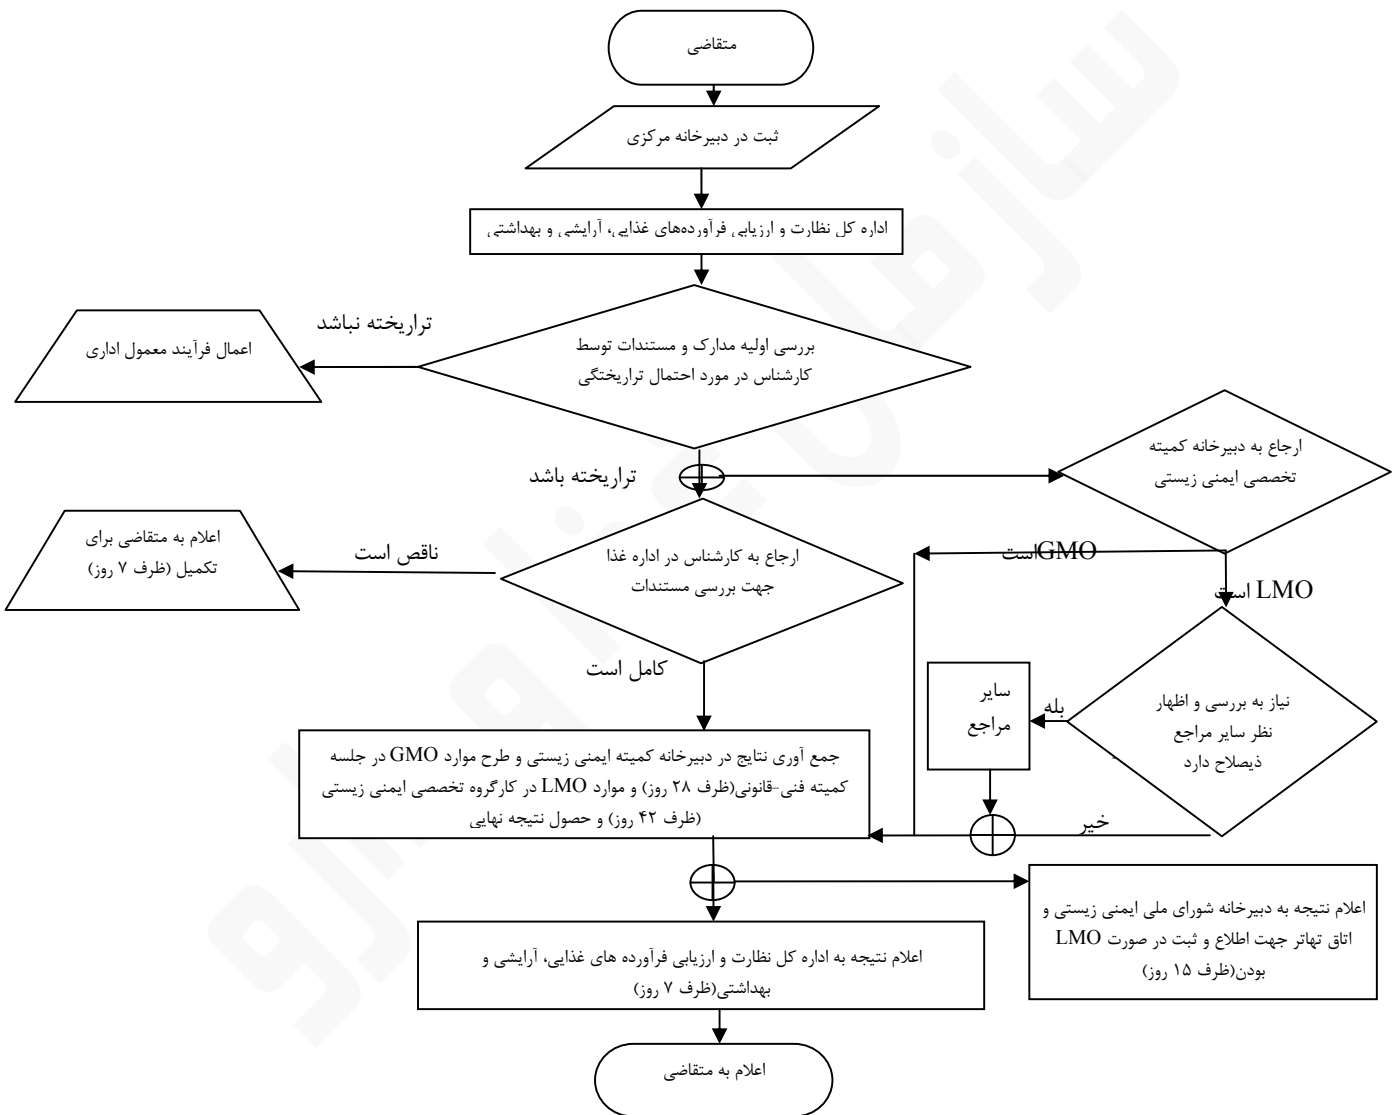 متقاضی
ثبت در دبیرخانه مرکزی
اداره کل نظارت و ارزیابی فرآورده‌های غذایی، آرایشی و بهداشتی
بررسی اولیه مدارک و مستندات توسط
کارشناس در مورد احتمال تراریختگی
تراریخته نباشد
اعمال فرآیند معمول اداری
تراریخته باشد
ارجاع به دبیرخانه کمیته
تخصصی ایمنی زیستی
ارجاع به کارشناس در اداره غذا
جهت بررسی مستندات
ناقص است
اعلام به متقاضی برای
تکمیل (ظرف ۷ روز)
GMO است
LMO است
کامل است
نیاز به بررسی و اظهار
نظر سایر مراجع
ذیصلاح دارد
بله
سایر
مراجع
خیر
جمع آوری نتایج در دبیرخانه کمیته ایمنی زیستی و طرح موارد GMO در جلسه
کمیته فنی-قانونی(ظرف ۲۸ روز) و موارد LMO در کارگروه تخصصی ایمنی زیستی
(ظرف ۴۲ روز) و حصول نتیجه نهایی
اعلام نتیجه به دبیرخانه شورای ملی ایمنی زیستی و
اتاق تهاتر جهت اطلاع و ثبت در صورت LMO
بودن(ظرف ۱۵ روز)
اعلام نتیجه به اداره کل نظارت و ارزیابی فرآورده های غذایی، آرایشی و
بهداشتی(ظرف ۷ روز)
اعلام به متقاضی
سازمان غذا و دارو